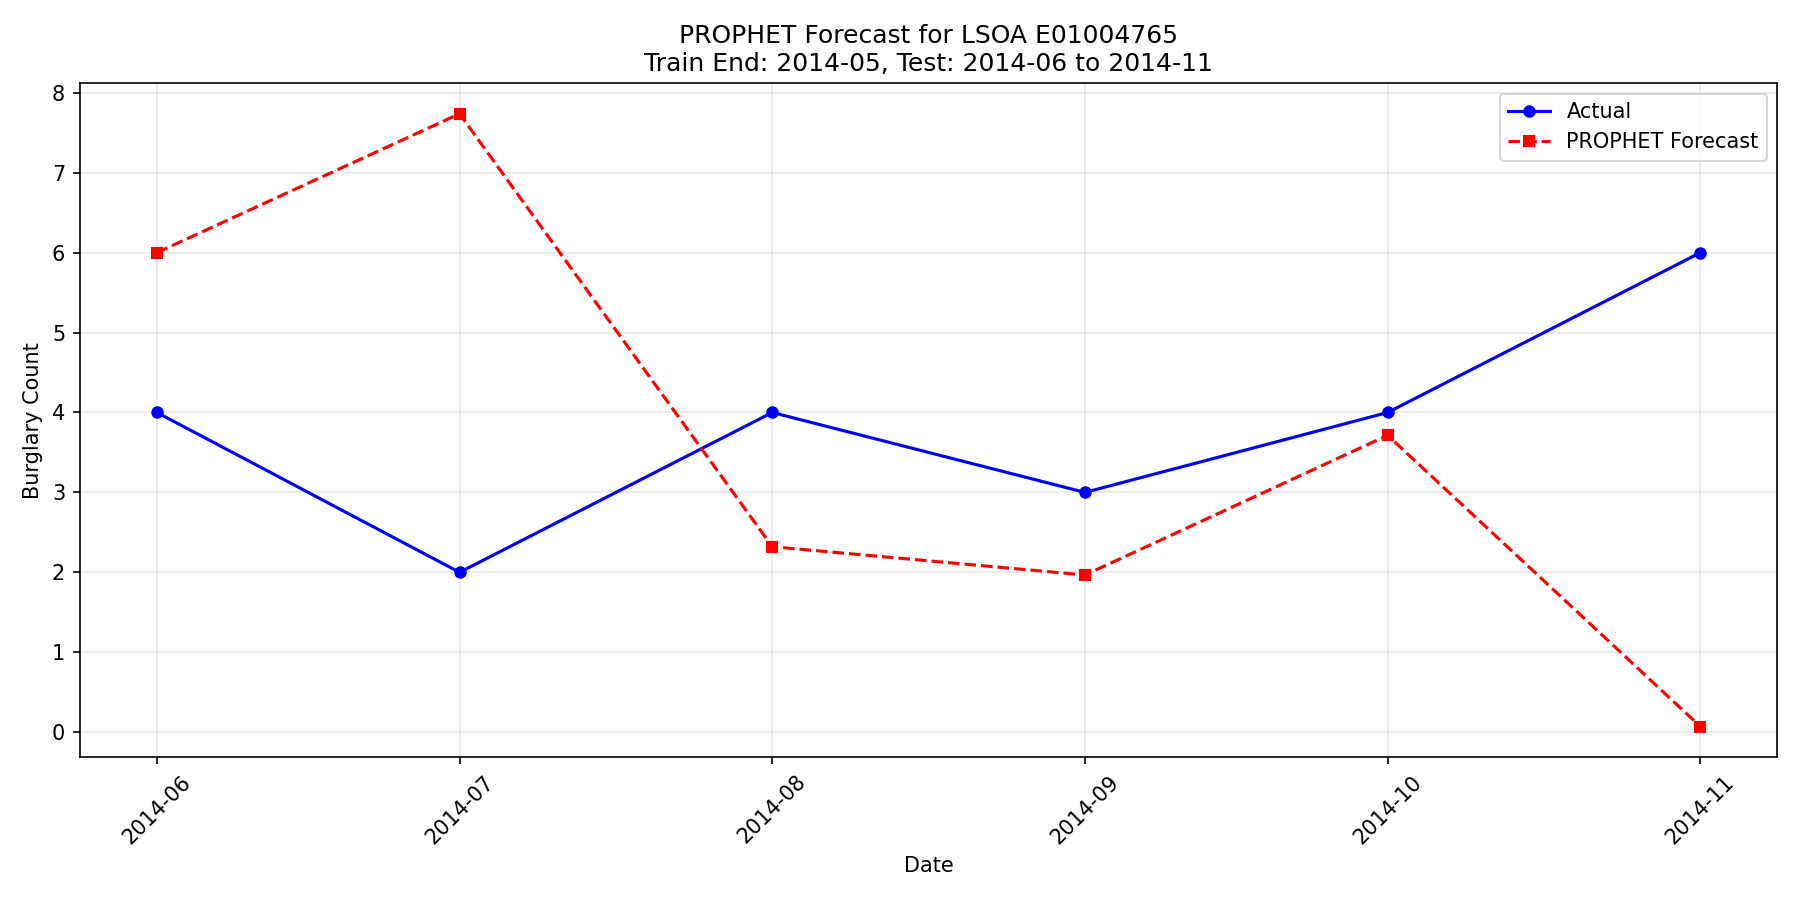 PROPHET Forecast for LSOA E01004765
Train End: 2014-05, Test: 2014-06 to 2014-11
Actual
PROPHET Forecast
Burglary Count
8
7
6
5
4
3
2
1
0
2014-06
2014-07
2014-08
2014-09
2014-10
2014-11
Date